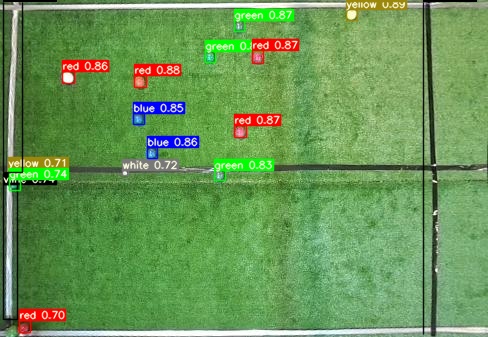 yellow 0.89
green 0.87
green 0.8
red 0.87
red 0.86
red 0.88
blue 0.85
red 0.87
blue 0.86
yellow 0.71
white 0.72
green 0.83
green 0.74
red 0.70